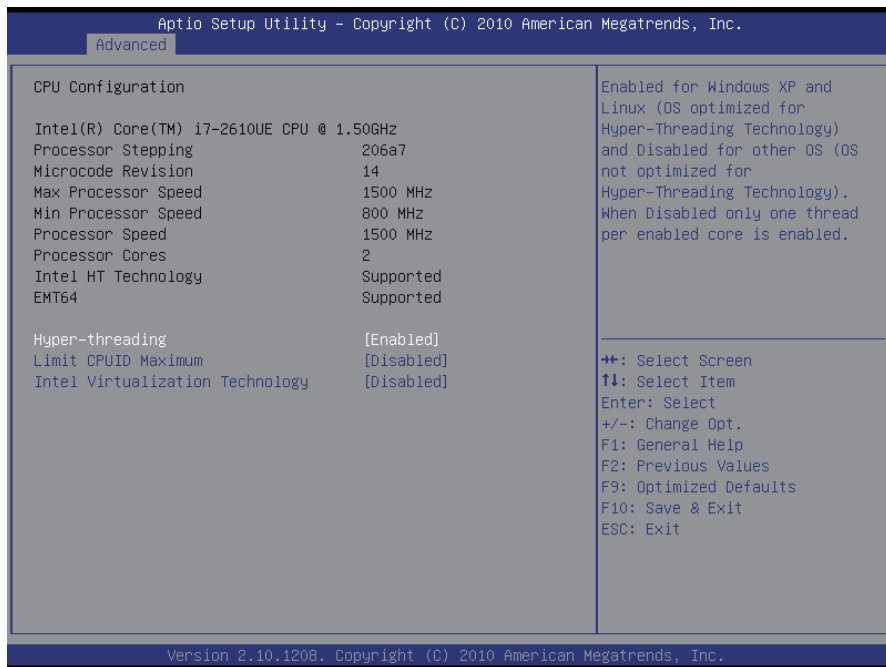 Aptio Setup Utility – Copyright (C) 2010 American Megatrends, Inc.
Advanced
CPU Configuration
Intel(R) Core(TM) i7-2610UE CPU @ 1.50GHz
Processor Stepping 206a7
Microcode Revision 14
Max Processor Speed 1500 MHz
Min Processor Speed 800 MHz
Processor Speed 1500 MHz
Processor Cores 2
Intel HT Technology Supported
EMT64 Supported
Hyper-threading [Enabled]
Limit CPUID Maximum [Disabled]
Intel Virtualization Technology [Disabled]
Enabled for Windows XP and
Linux (OS optimized for
Hyper-Threading Technology)
and Disabled for other OS (OS
not optimized for
Hyper-Threading Technology).
When Disabled only one thread
per enabled core is enabled.
→←: Select Screen
↑↓: Select Item
Enter: Select
+/-: Change Opt.
F1: General Help
F2: Previous Values
F9: Optimized Defaults
F10: Save & Exit
ESC: Exit
Version 2.10.1208. Copyright (C) 2010 American Megatrends, Inc.